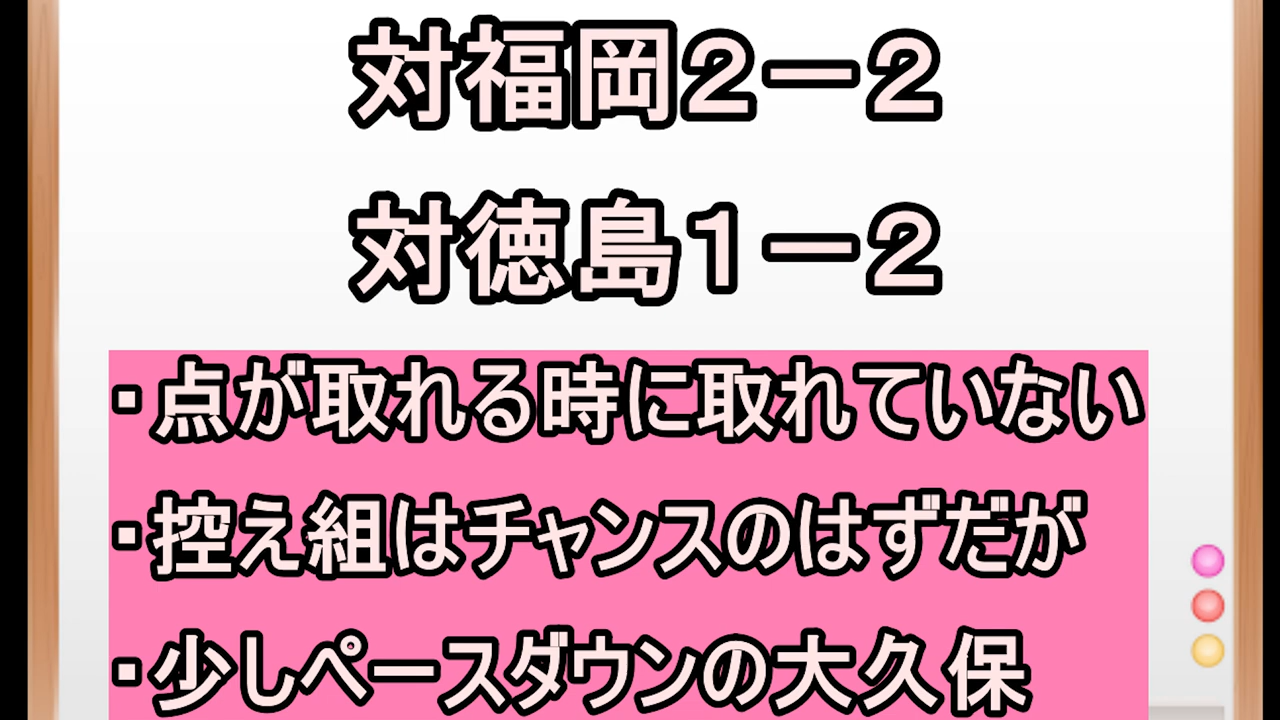 対福岡２－２
対徳島１－２
・点が取れる時に取れていない
・控え組はチャンスのはずだが
・少しペースダウンの大久保